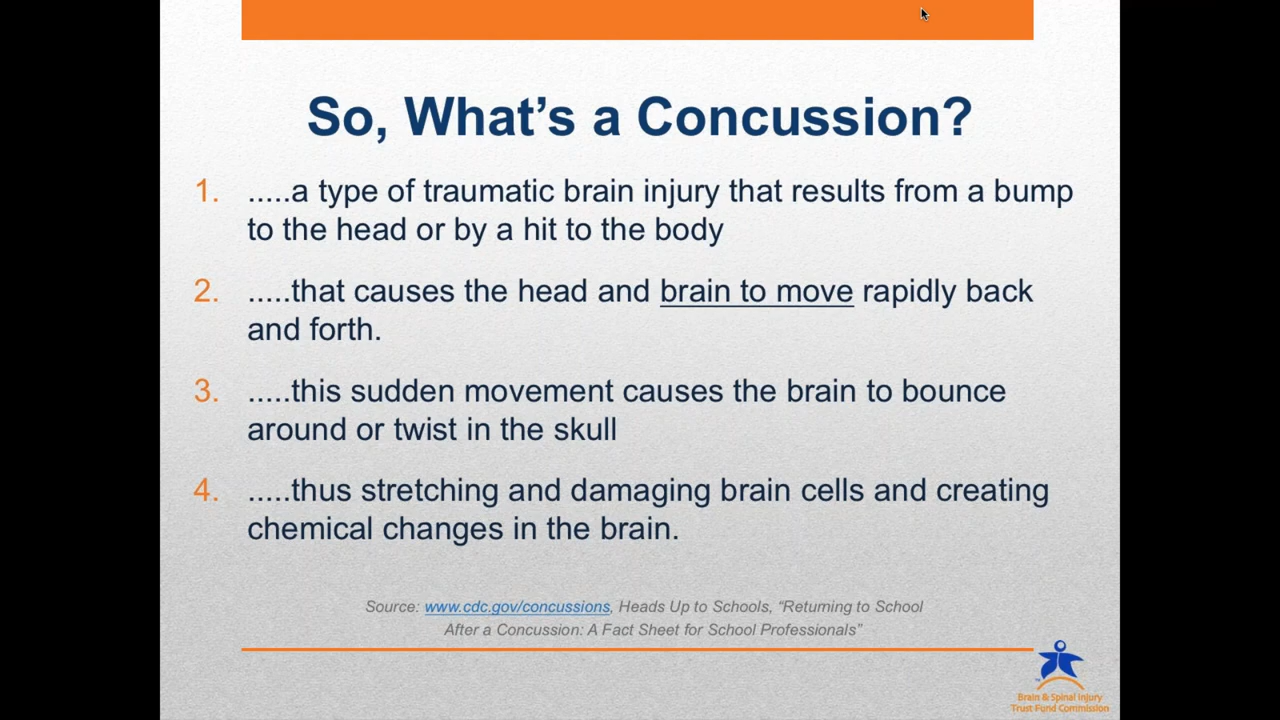 So, What’s a Concussion?
1. .....a type of traumatic brain injury that results from a bump
to the head or by a hit to the body
2. .....that causes the head and brain to move rapidly back
and forth.
3. .....this sudden movement causes the brain to bounce
around or twist in the skull
4. .....thus stretching and damaging brain cells and creating
chemical changes in the brain.
Source: www.cdc.gov/concussions, Heads Up to Schools, “Returning to School
After a Concussion: A Fact Sheet for School Professionals”
Brain & Spinal Injury
Trust Fund Commission